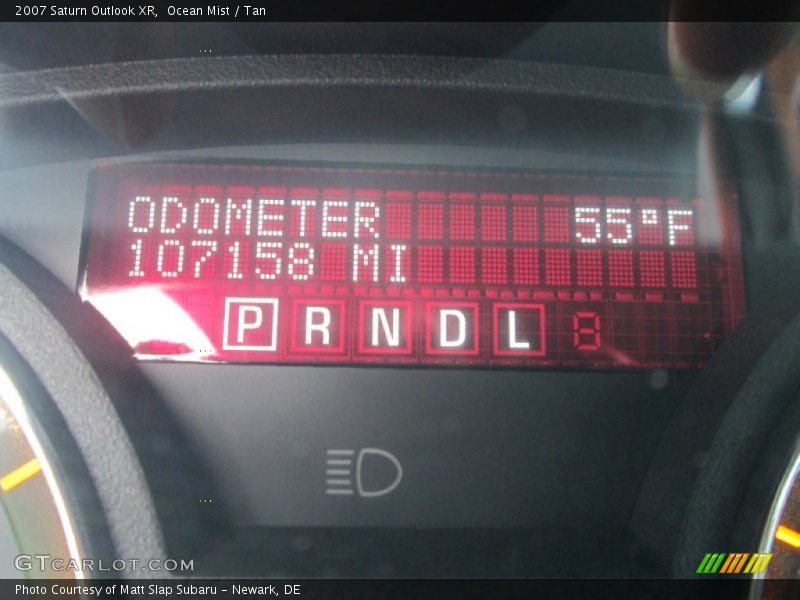 2007 Saturn Outlook XR, Ocean Mist / Tan
ODOMETER 55°F
107158 MI
P R N D L
GTCARLOT.COM
Photo Courtesy of Matt Slap Subaru - Newark, DE